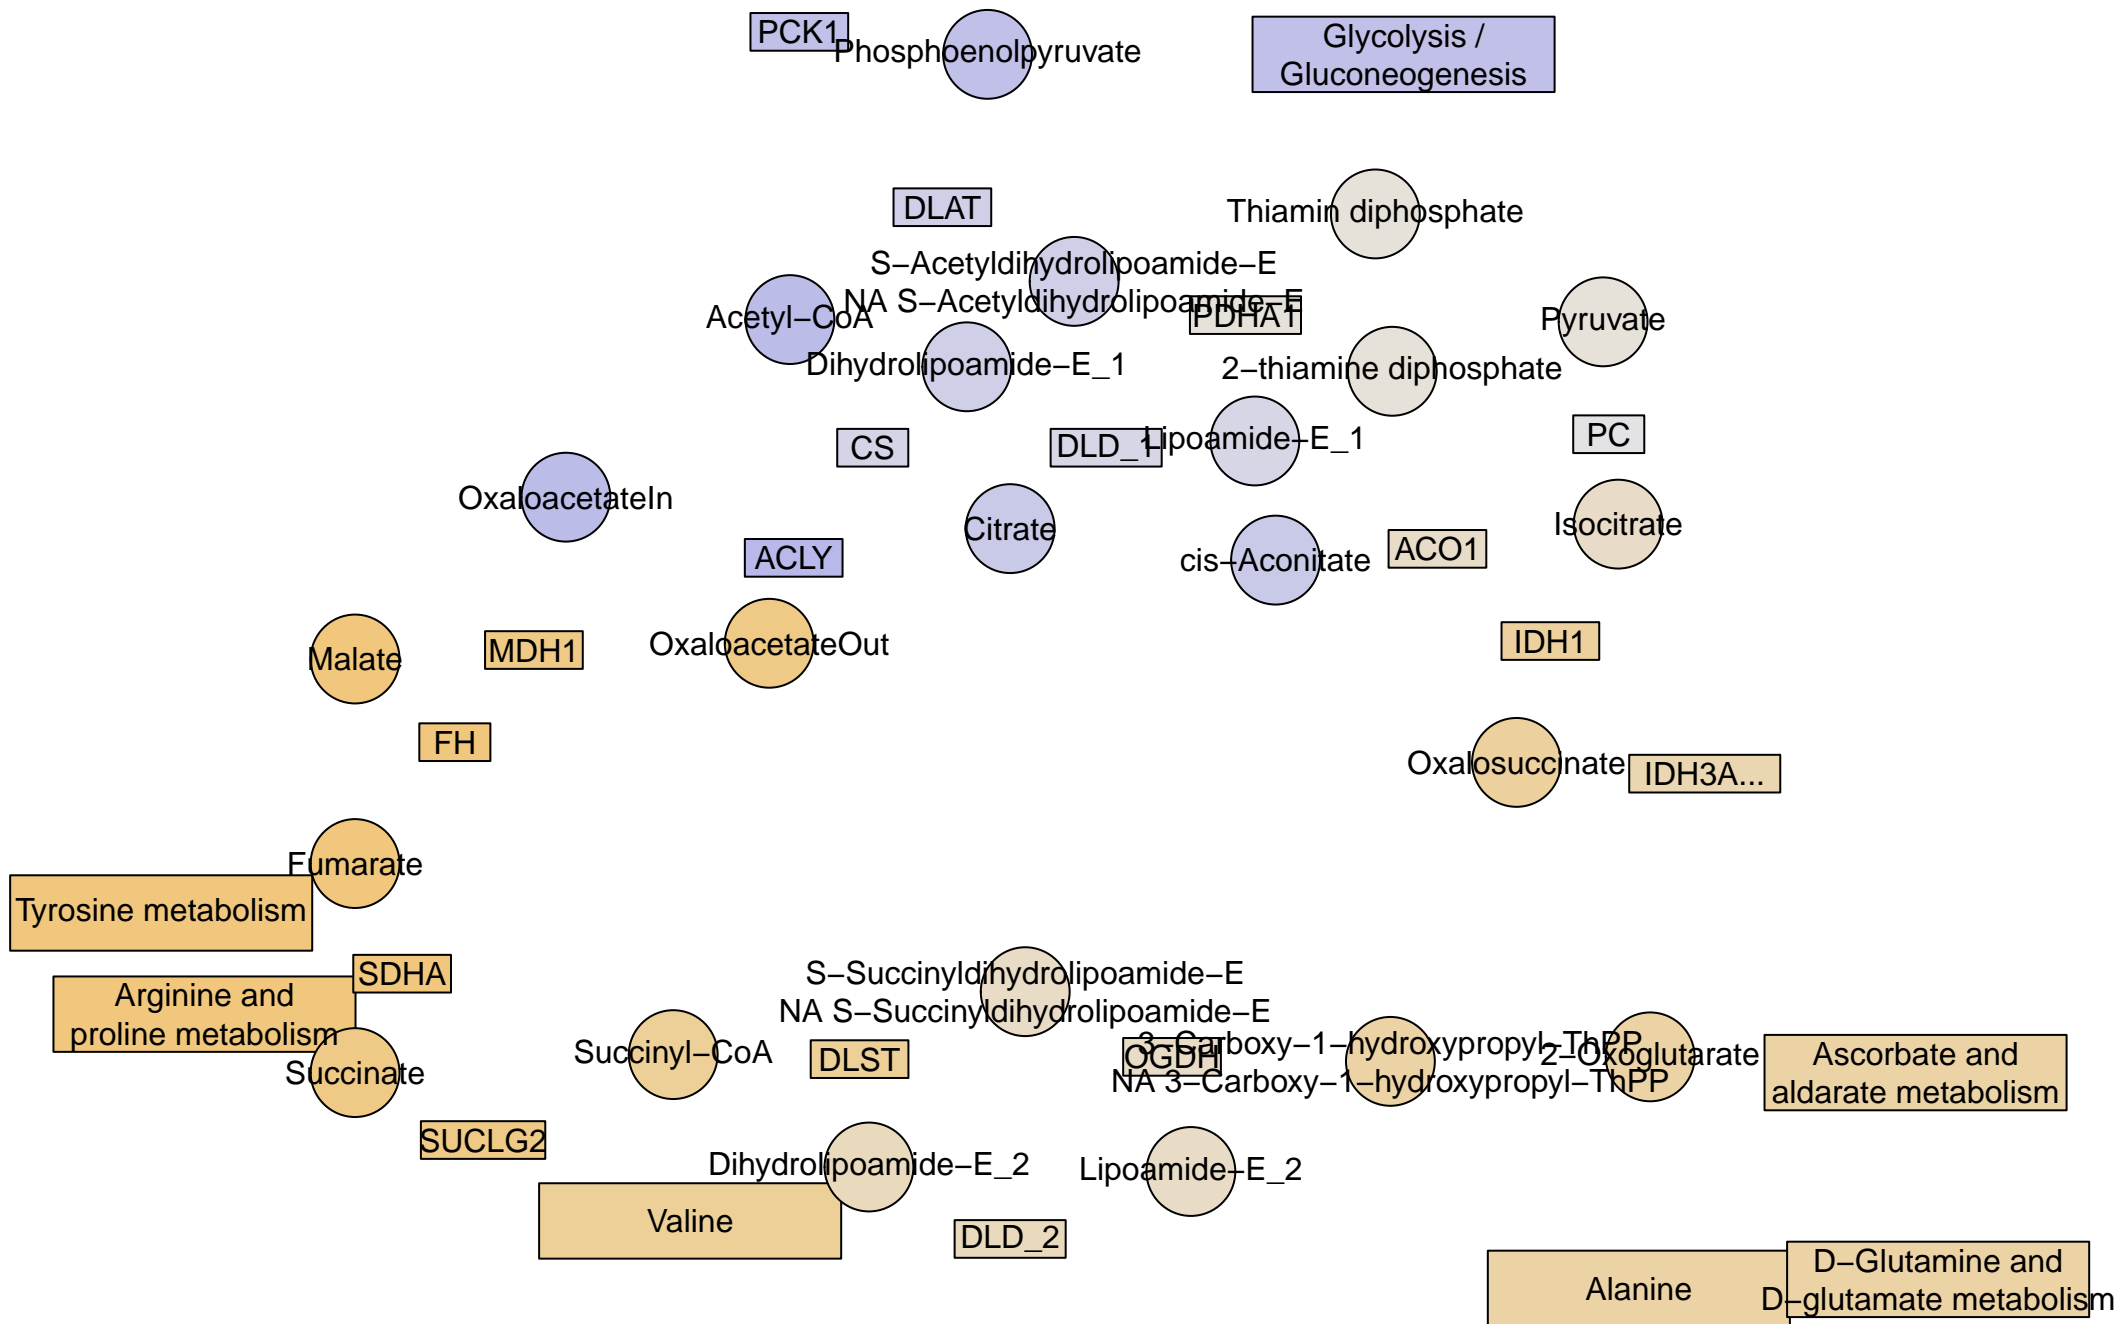 PCK1
Phosphoenolpyruvate
Glycolysis /
Gluconeogenesis
DLAT
Thiamin diphosphate
S−Acetyldihydrolipoamide−E
NA S−Acetyldihydrolipoamide−E
Acetyl−CoA
PDHA1
Pyruvate
Dihydrolipoamide−E_1
2−thiamine diphosphate
CS
DLD_1
Lipoamide−E_1
PC
OxaloacetateIn
Citrate
Isocitrate
ACLY
cis−Aconitate
ACO1
Malate
MDH1
OxaloacetateOut
IDH1
FH
Oxalosuccinate
IDH3A...
Fumarate
Tyrosine metabolism
SDHA
Arginine and
proline metabolism
Succinate
S−Succinyldihydrolipoamide−E
NA S−Succinyldihydrolipoamide−E
Succinyl−CoA
DLST
OGDH
3−Carboxy−1−hydroxypropyl−ThPP
NA 3−Carboxy−1−hydroxypropyl−ThPP
2−Oxoglutarate
Ascorbate and
aldarate metabolism
SUCLG2
Dihydrolipoamide−E_2
Lipoamide−E_2
Valine
DLD_2
Alanine
D−Glutamine and
D−glutamate metabolism